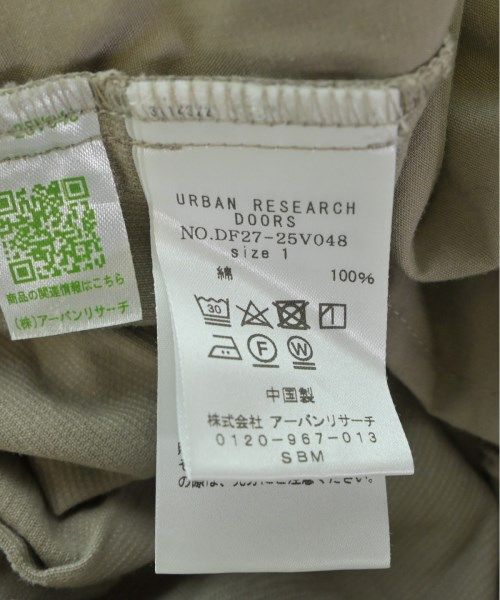 URBAN RESEARCH
DOORS
NO.DF27-25V048
size 1
綿 100%
30
F
W
中国製
株式会社 アーバンリサーチ
0120-967-013
SBM
商品の関連情報はこちら
(株)アーバンリサーチ